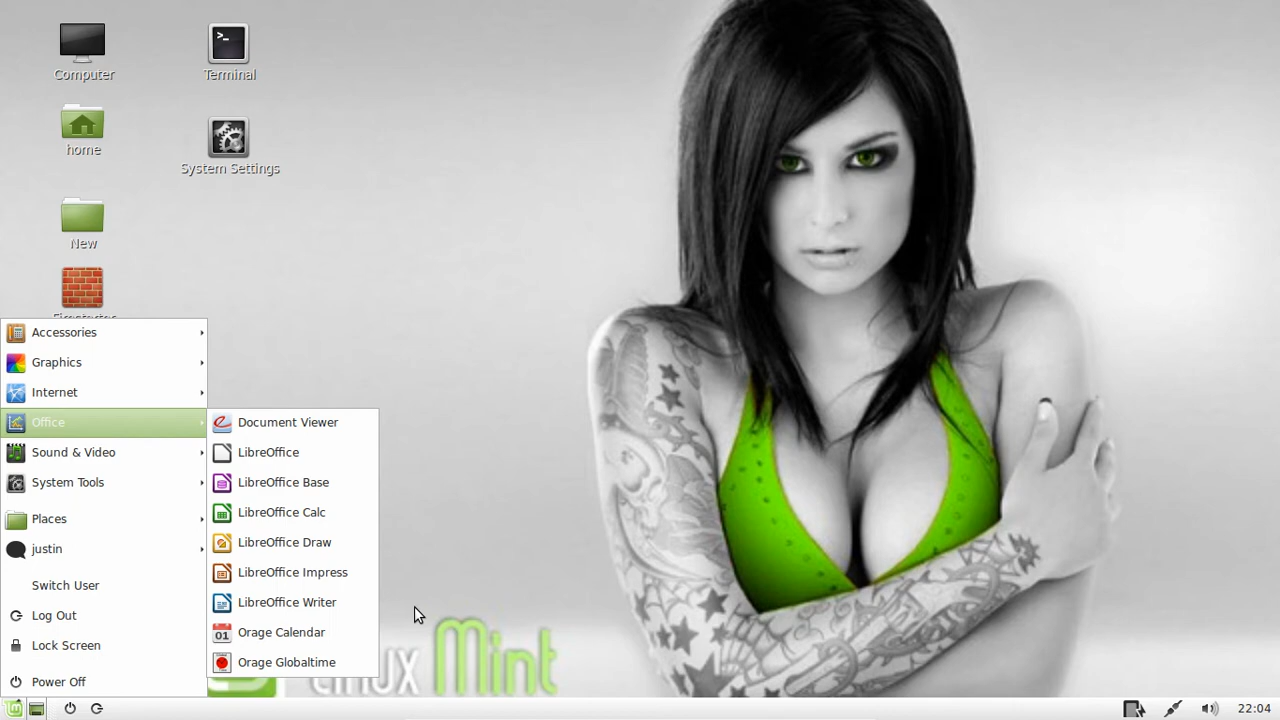 Computer
Terminal
home
System Settings
New
Firestarter
Accessories
Graphics
Internet
Office
Document Viewer
Sound & Video
LibreOffice
System Tools
LibreOffice Base
LibreOffice Calc
Places
LibreOffice Draw
justin
LibreOffice Impress
Switch User
LibreOffice Writer
Log Out
Orage Calendar
Lock Screen
Orage Globaltime
Power Off
Linux Mint
22:04